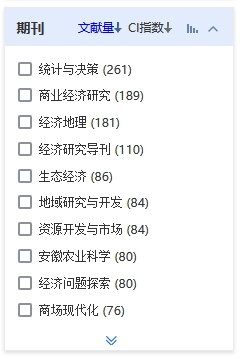 期刊 文献量 CI指数
统计与决策 (261)
商业经济研究 (189)
经济地理 (181)
经济研究导刊 (110)
生态经济 (86)
地域研究与开发 (84)
资源开发与市场 (84)
安徽农业科学 (80)
经济问题探索 (80)
商场现代化 (76)